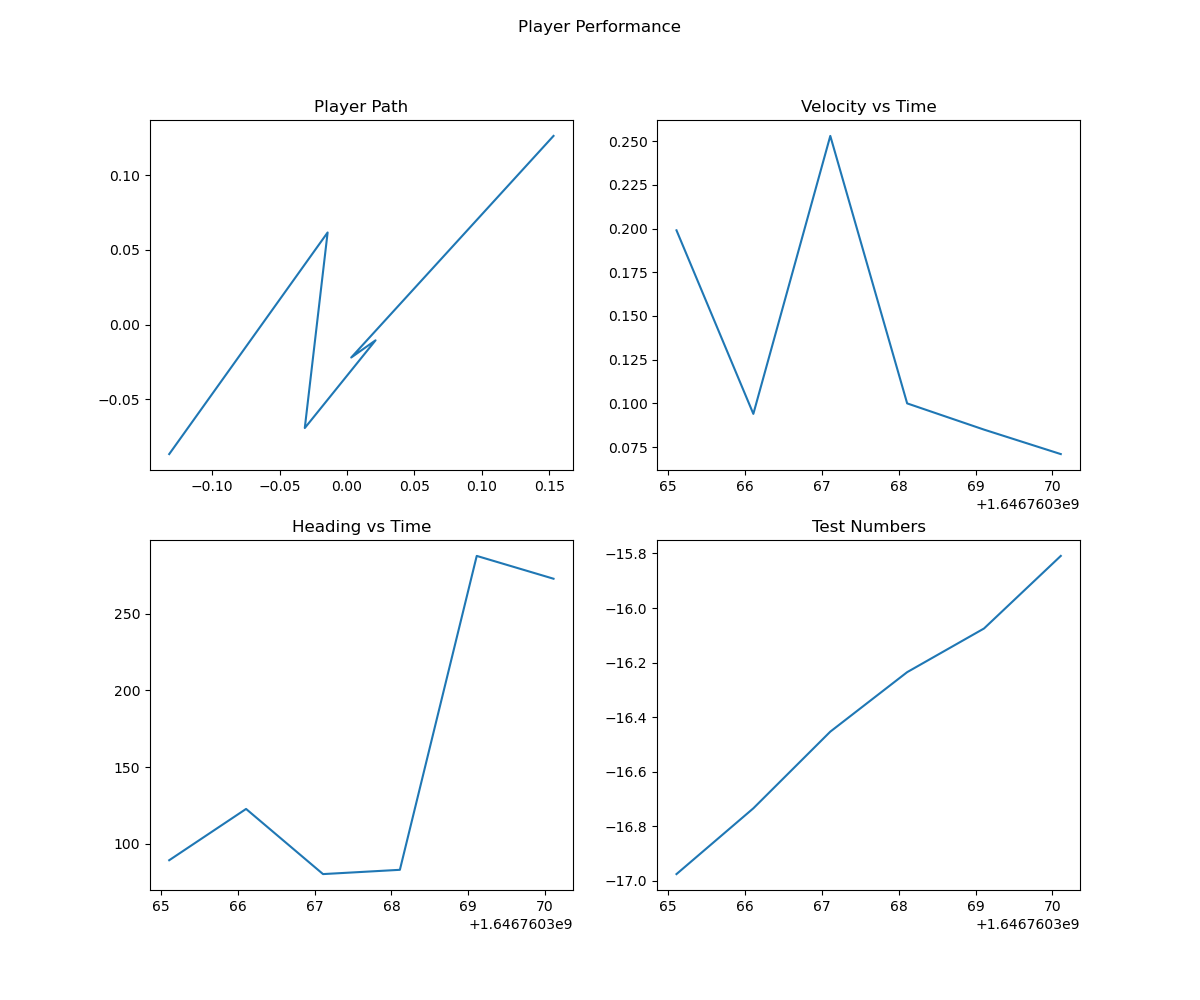 Player Performance
Player Path
0.10
0.05
0.00
−0.05
−0.10 −0.05 0.00 0.05 0.10 0.15
Velocity vs Time
0.250
0.225
0.200
0.175
0.150
0.125
0.100
0.075
65 66 67 68 69 70
+1.6467603e9
Heading vs Time
250
200
150
100
65 66 67 68 69 70
+1.6467603e9
Test Numbers
−15.8
−16.0
−16.2
−16.4
−16.6
−16.8
−17.0
65 66 67 68 69 70
+1.6467603e9